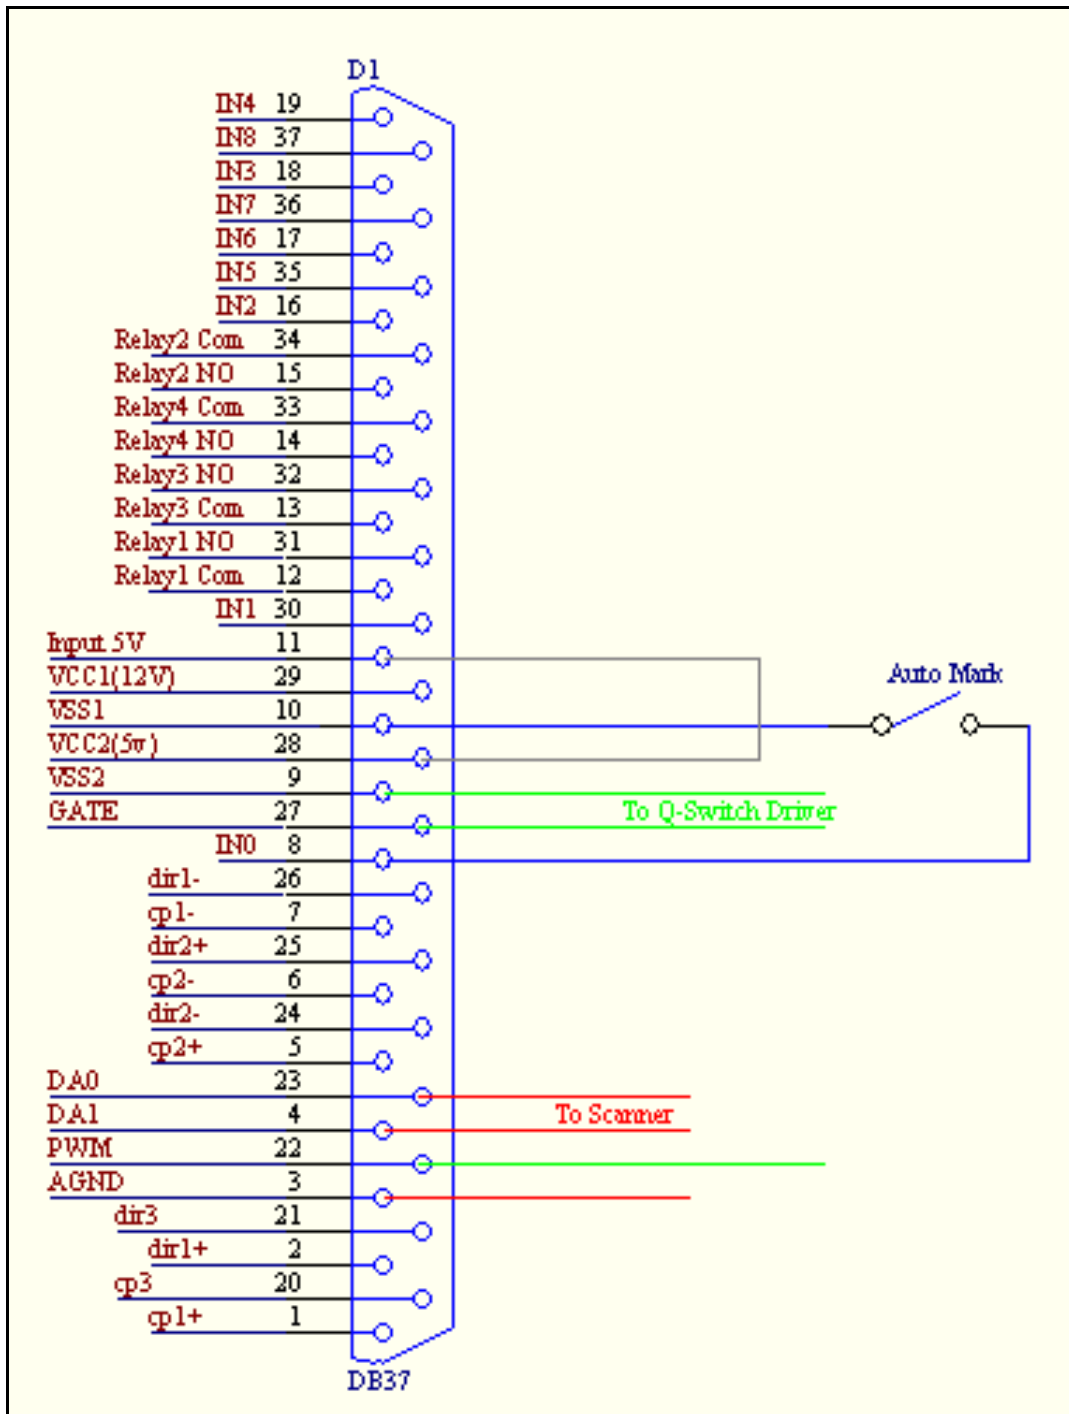 D1
IN4 19
IN8 37
IN3 18
IN7 36
IN6 17
IN5 35
IN2 16
Relay2 Com 34
Relay2 NO 15
Relay4 Com 33
Relay4 NO 14
Relay3 NO 32
Relay3 Com 13
Relay1 NO 31
Relay1 Com 12
IN1 30
Input 5V 11
VCC1(12V) 29
Auto Mark
VSS1 10
VCC2(5v) 28
VSS2 9
GATE 27
To Q-Switch Driver
IN0 8
dir1- 26
cp1- 7
dir2+ 25
cp2- 6
dir2- 24
cp2+ 5
DA0 23
DA1 4
To Scanner
PWM 22
AGND 3
dir3 21
dir1+ 2
cp3 20
cp1+ 1
DB37